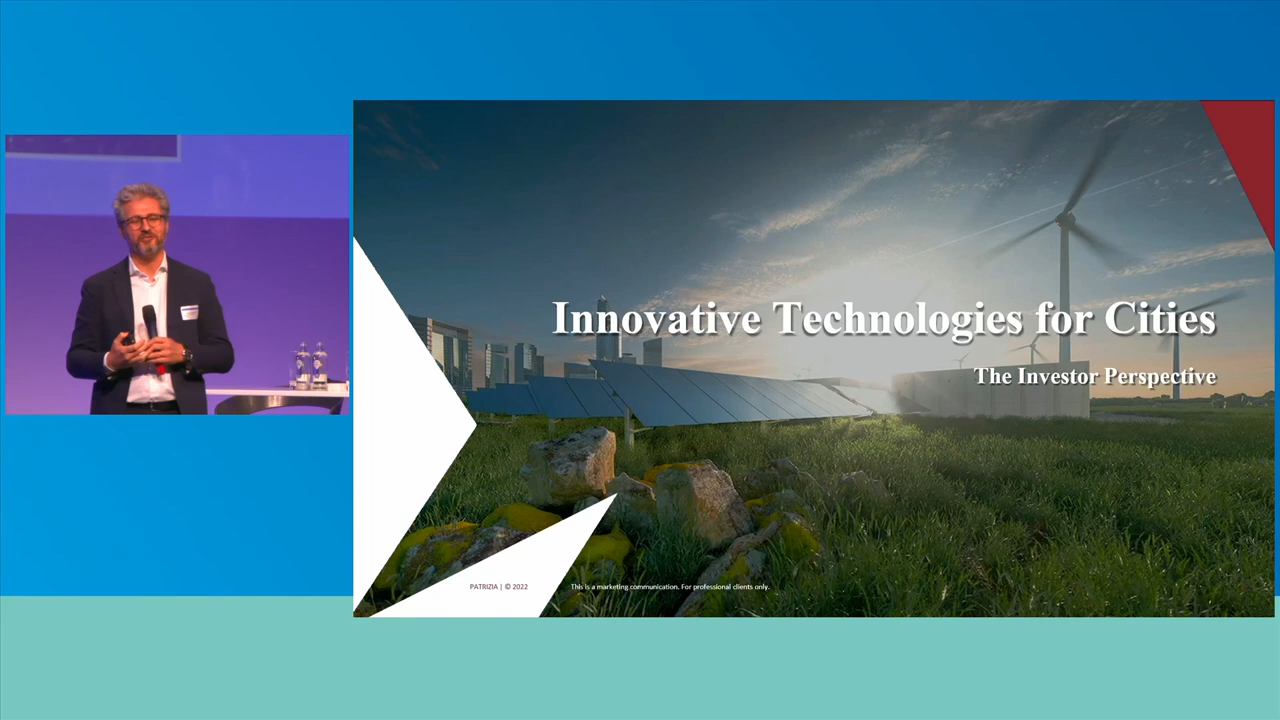 Innovative Technologies for Cities
The Investor Perspective
PATRIZIA | © 2022
This is a marketing communication. For professional clients only.